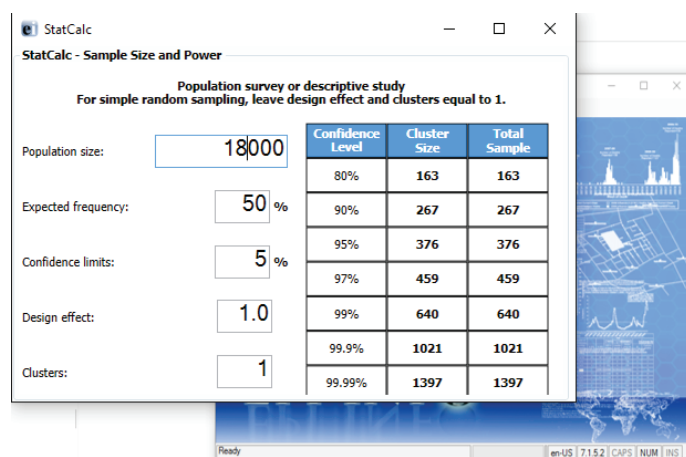 StatCalc
StatCalc - Sample Size and Power
Population survey or descriptive study
For simple random sampling, leave design effect and clusters equal to 1.
Population size: 18000
Expected frequency: 50 %
Confidence limits: 5 %
Design effect: 1.0
Clusters: 1
Confidence Level Cluster Size Total Sample
80% 163 163
90% 267 267
95% 376 376
97% 459 459
99% 640 640
99.9% 1021 1021
99.99% 1397 1397
Ready en-US 7.1.5.2 CAPS NUM INS